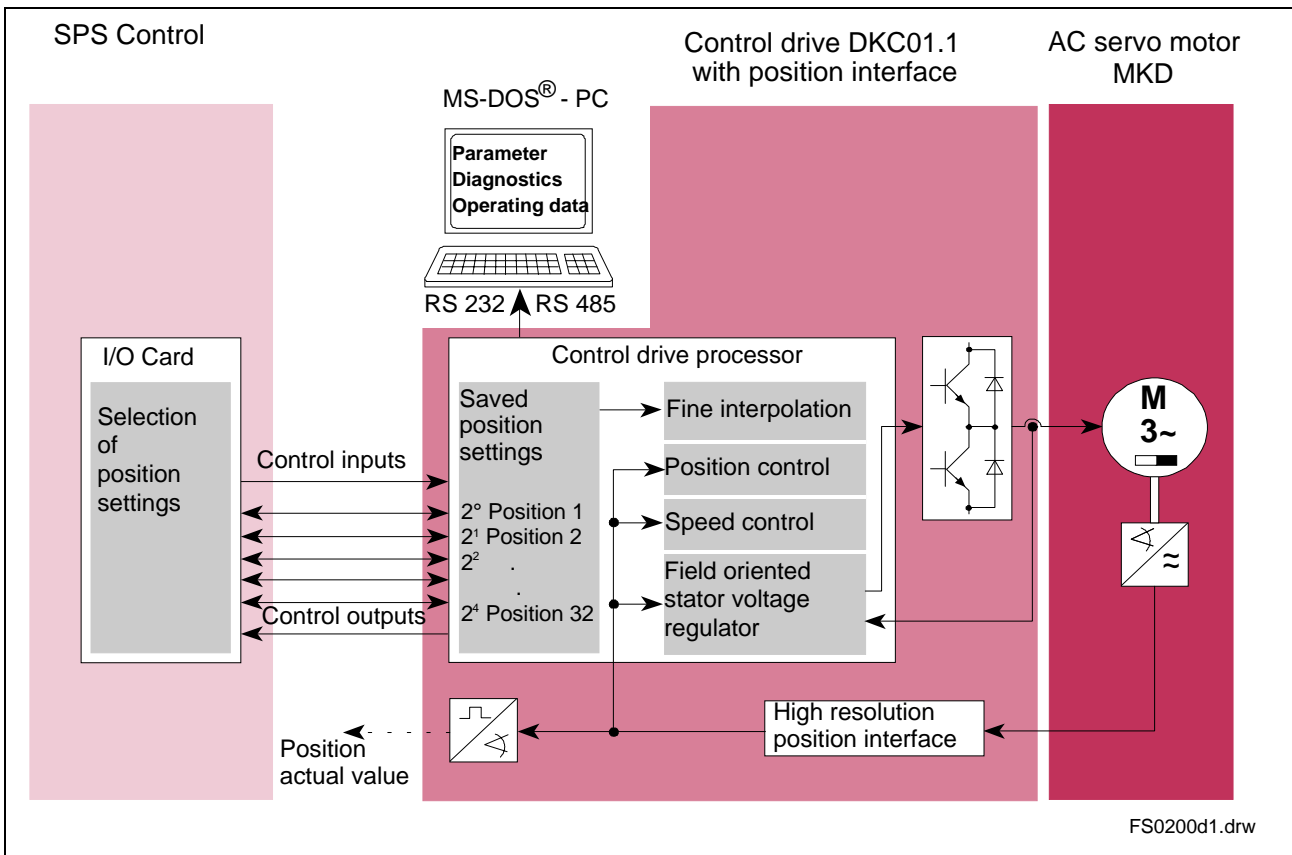 SPS Control
Control drive DKC01.1
with position interface
AC servo motor
MKD
MS-DOS® - PC
Parameter
Diagnostics
Operating data
RS 232
RS 485
I/O Card
Selection
of
position
settings
Control inputs
Control outputs
Control drive processor
Saved
position
settings
2° Position 1
2¹ Position 2
2² .
.
2⁴ Position 32
Fine interpolation
Position control
Speed control
Field oriented
stator voltage
regulator
M
3~
≈
High resolution
position interface
Position
actual value
FS0200d1.drw